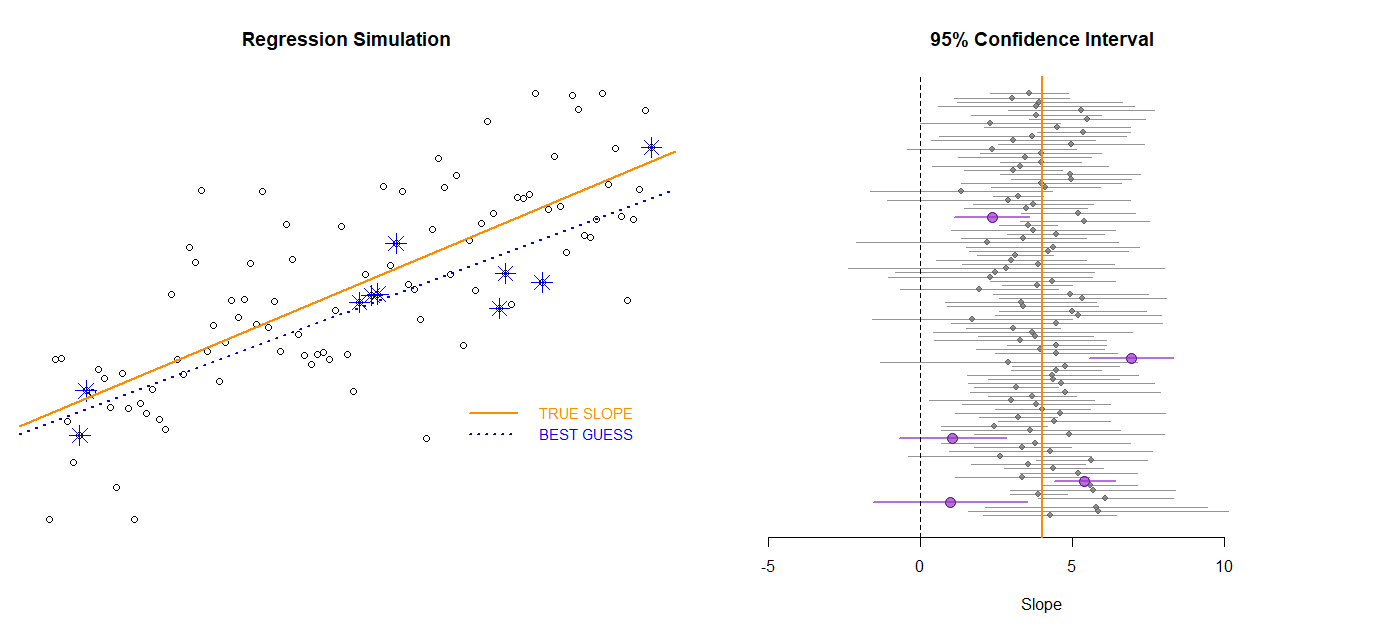 Regression Simulation
TRUE SLOPE
BEST GUESS
95% Confidence Interval
-5 0 5 10
Slope